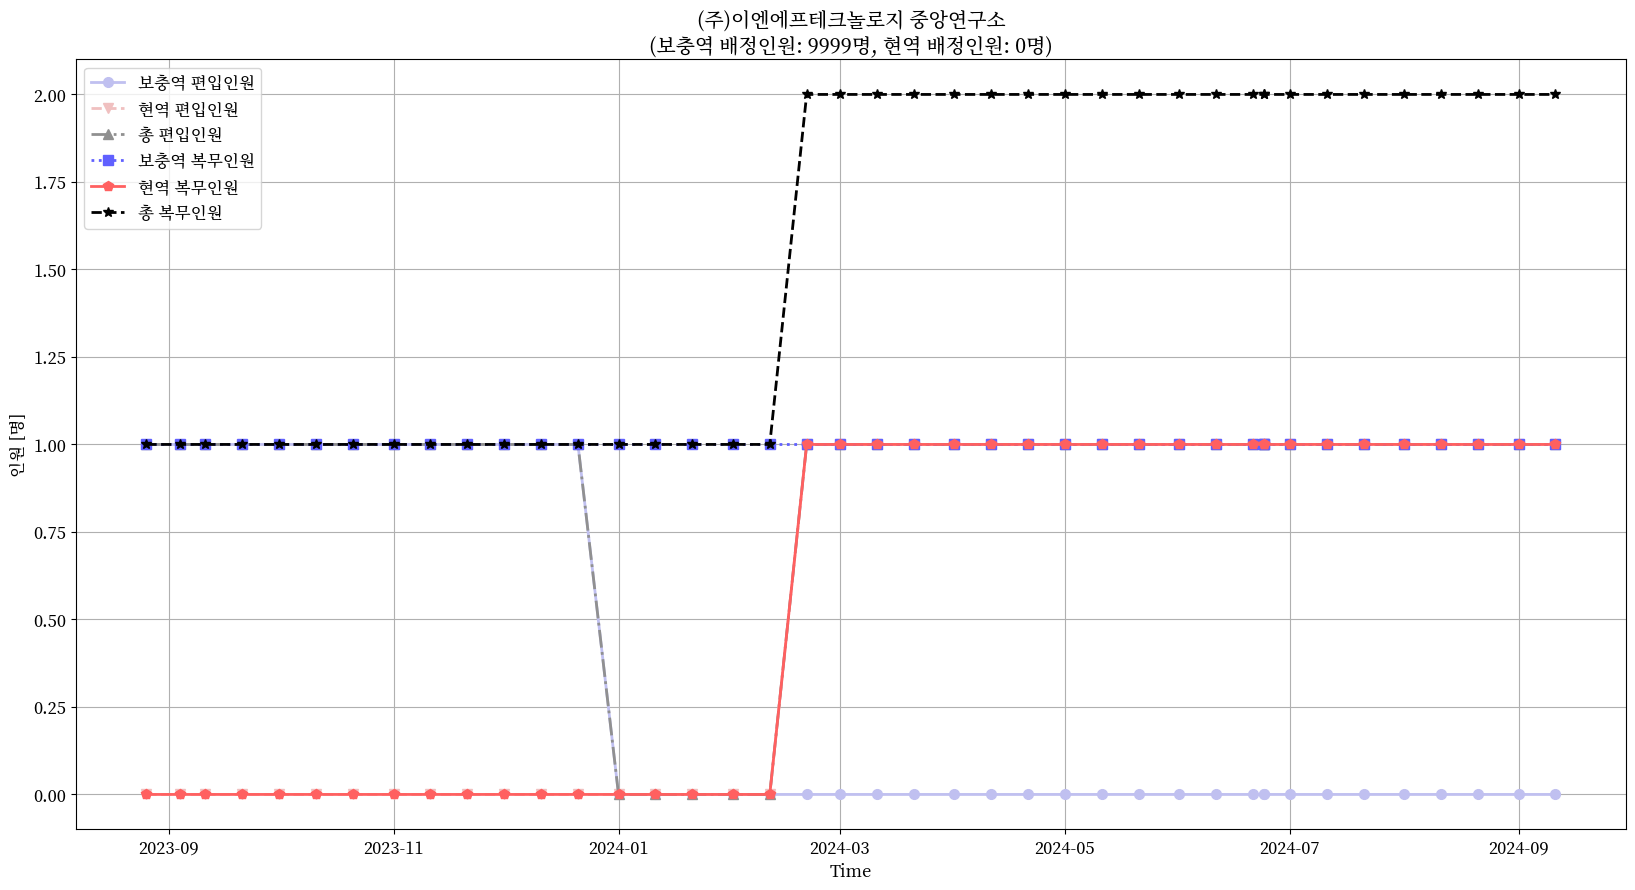 (주)이엔에프테크놀로지 중앙연구소
(보충역 배정인원: 9999명, 현역 배정인원: 0명)
보충역 편입인원
현역 편입인원
총 편입인원
보충역 복무인원
현역 복무인원
총 복무인원
2.00
1.75
1.50
1.25
1.00
0.75
0.50
0.25
0.00
인원 [명]
2023-09 2023-11 2024-01 2024-03 2024-05 2024-07 2024-09
Time